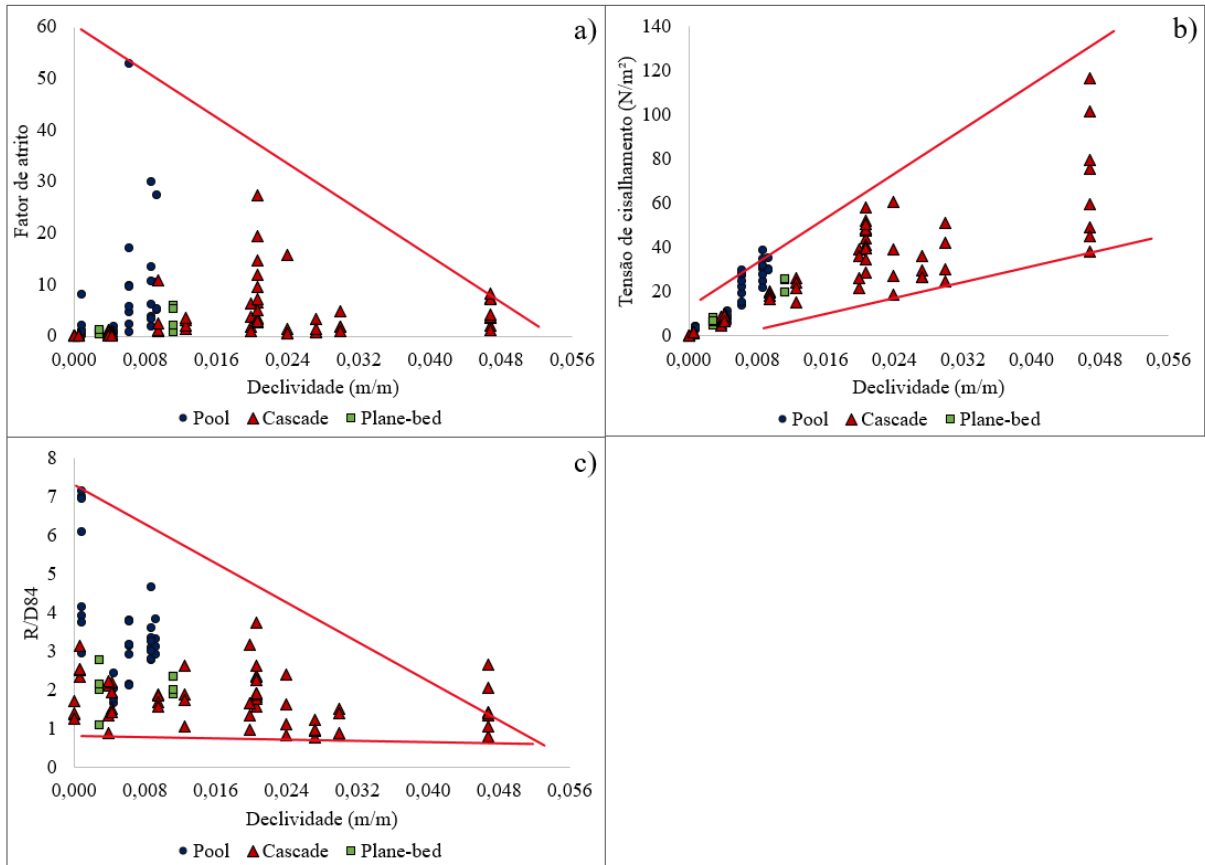 a)
Fator de atrito
60
50
40
30
20
10
0
0,000 0,008 0,016 0,024 0,032 0,040 0,048 0,056
Declividade (m/m)
Pool Cascade Plane-bed
b)
Tensão de cisalhamento (N/m²)
140
120
100
80
60
40
20
0
0,000 0,008 0,016 0,024 0,032 0,040 0,048 0,056
Declividade (m/m)
Pool Cascade Plane-bed
c)
R/D84
8
7
6
5
4
3
2
1
0
0,000 0,008 0,016 0,024 0,032 0,040 0,048 0,056
Declividade (m/m)
Pool Cascade Plane-bed